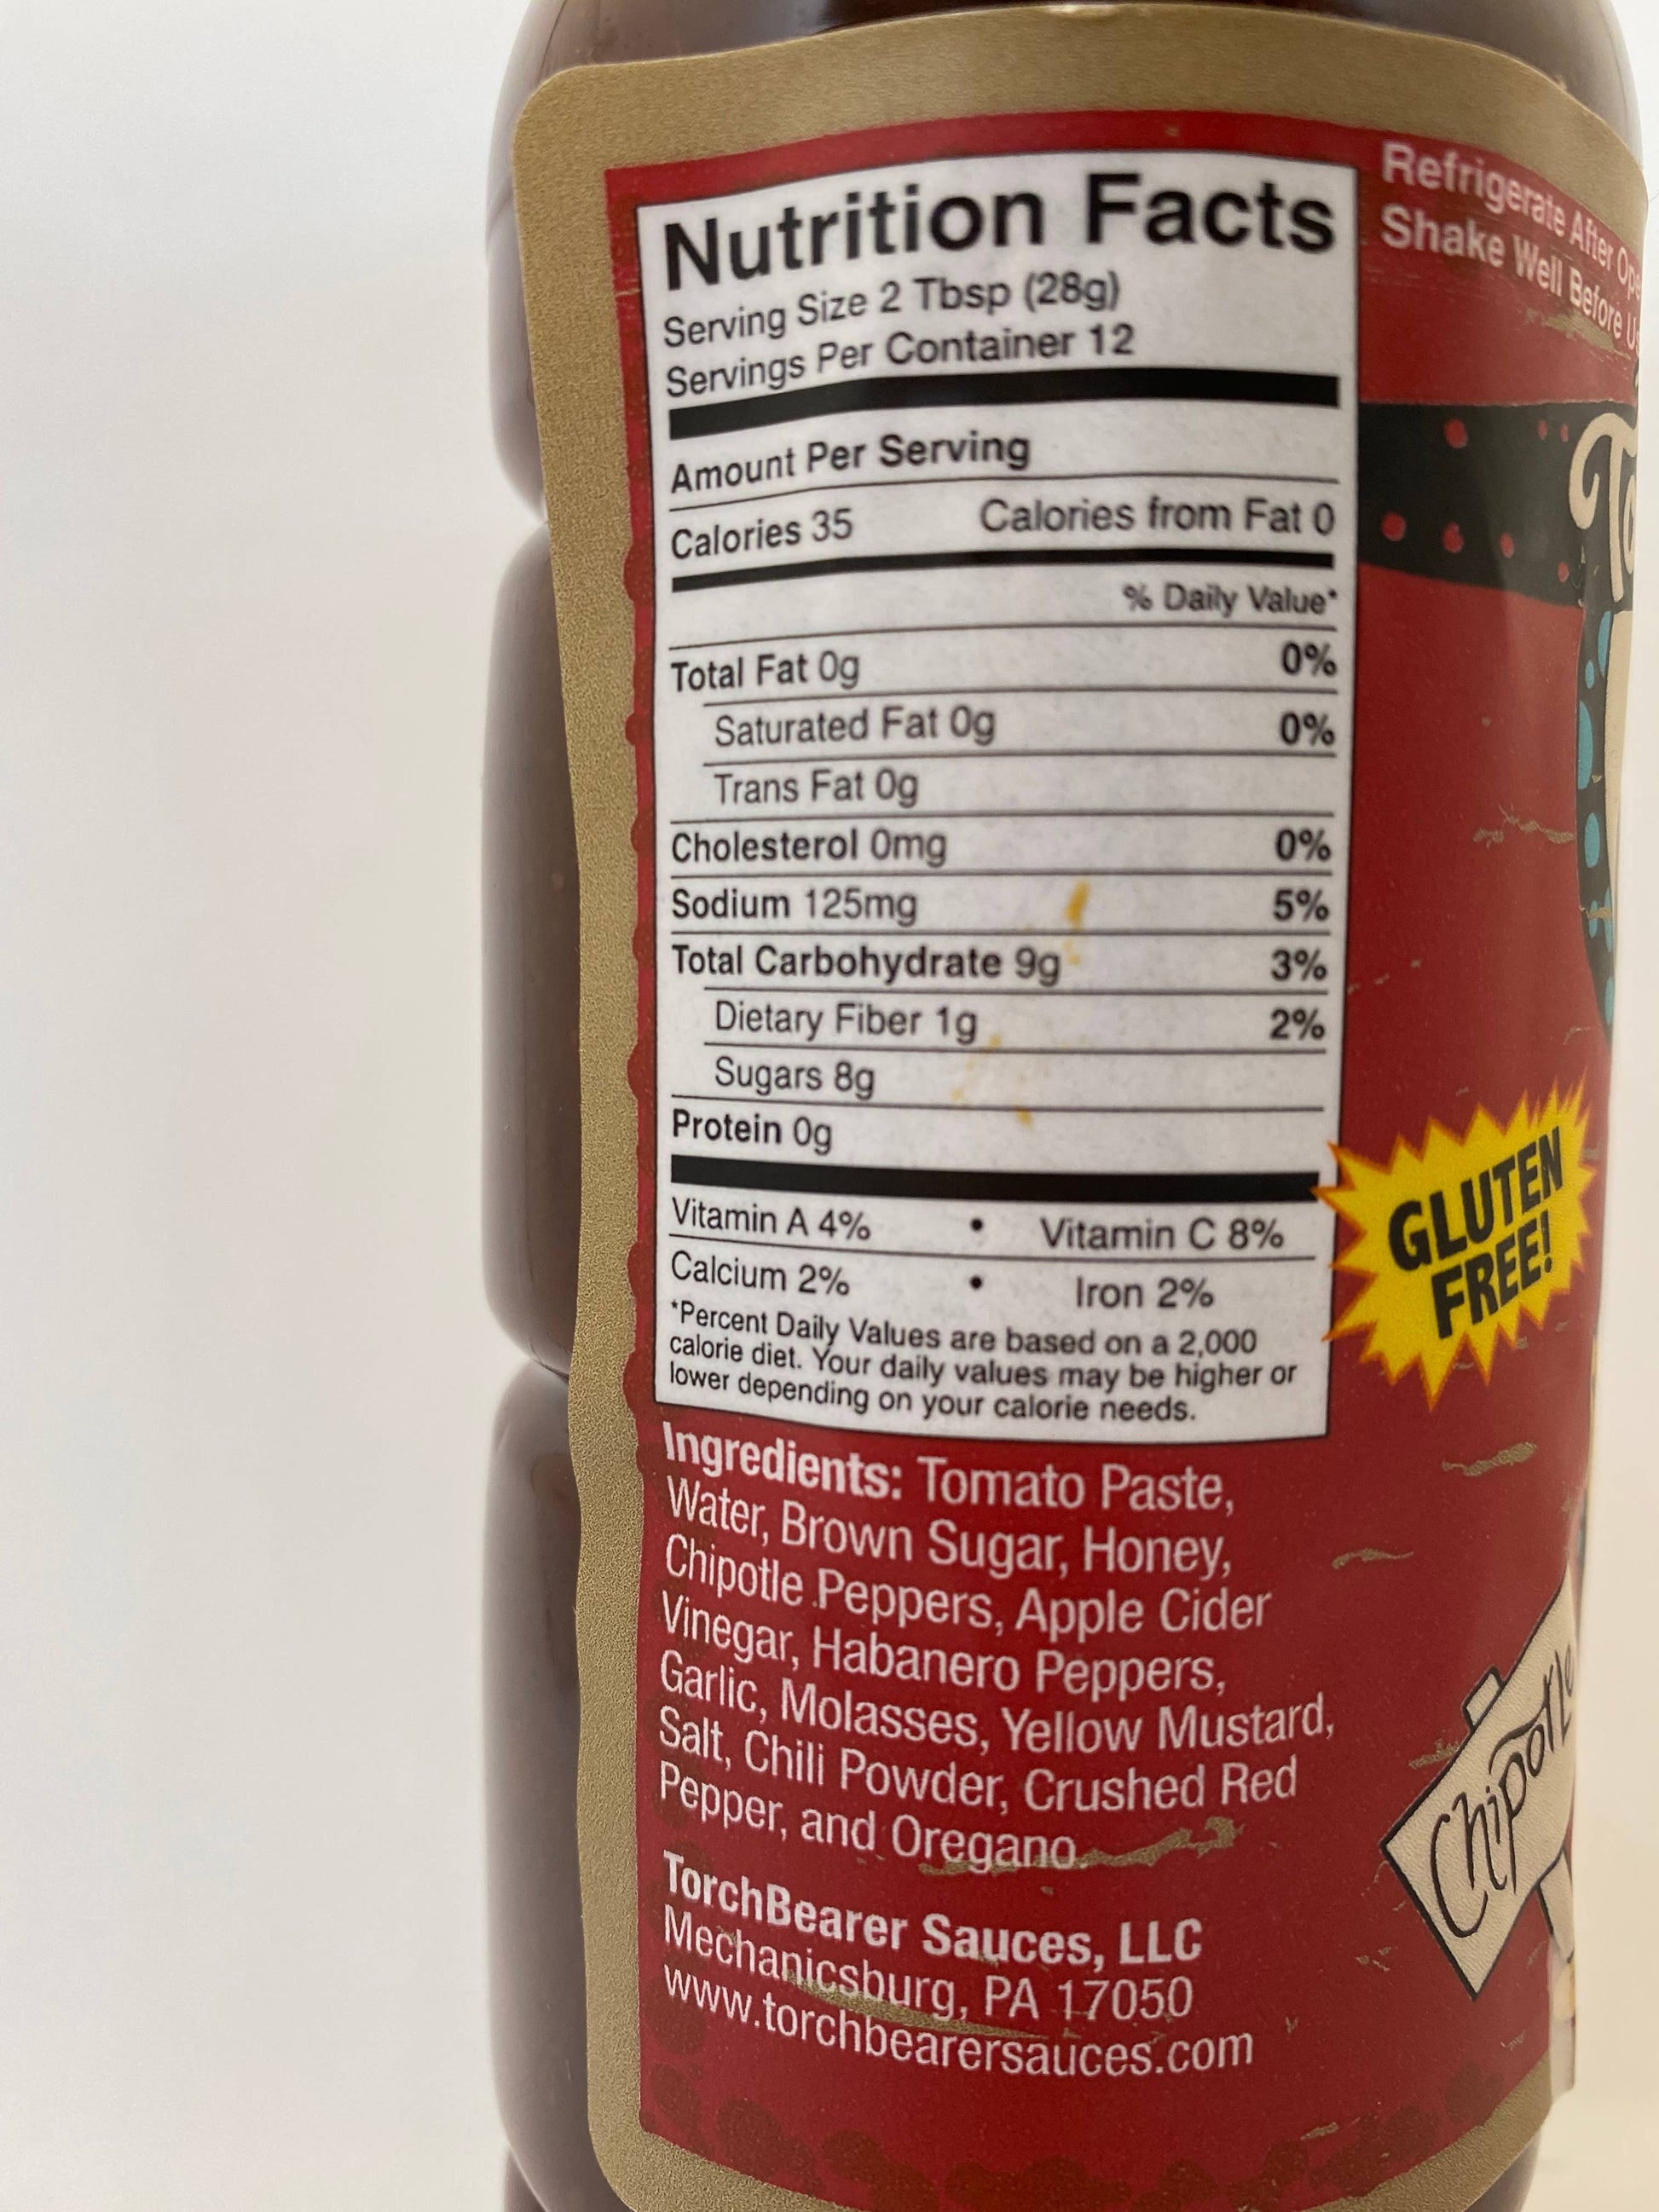 Nutrition Facts
Serving Size 2 Tbsp (28g)
Servings Per Container 12
Amount Per Serving
Calories 35 Calories from Fat 0
% Daily Value*
Total Fat 0g 0%
Saturated Fat 0g 0%
Trans Fat 0g
Cholesterol 0mg 0%
Sodium 125mg 5%
Total Carbohydrate 9g 3%
Dietary Fiber 1g 2%
Sugars 8g
Protein 0g
Vitamin A 4% • Vitamin C 8%
Calcium 2% • Iron 2%
*Percent Daily Values are based on a 2,000
calorie diet. Your daily values may be higher or
lower depending on your calorie needs.
Ingredients: Tomato Paste,
Water, Brown Sugar, Honey,
Chipotle Peppers, Apple Cider
Vinegar, Habanero Peppers,
Garlic, Molasses, Yellow Mustard,
Salt, Chili Powder, Crushed Red
Pepper, and Oregano.
TorchBearer Sauces, LLC
Mechanicsburg, PA 17050
www.torchbearersauces.com
Refrigerate After
Shake Well Before
GLUTEN
FREE!
Chipotle